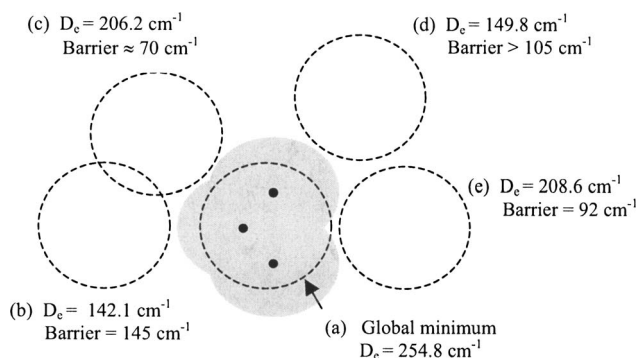 (c) Dₑ = 206.2 cm⁻¹
Barrier ≈ 70 cm⁻¹
(d) Dₑ = 149.8 cm⁻¹
Barrier > 105 cm⁻¹
(e) Dₑ = 208.6 cm⁻¹
Barrier = 92 cm⁻¹
(b) Dₑ = 142.1 cm⁻¹
Barrier = 145 cm⁻¹
(a) Global minimum
Dₑ = 254.8 cm⁻¹